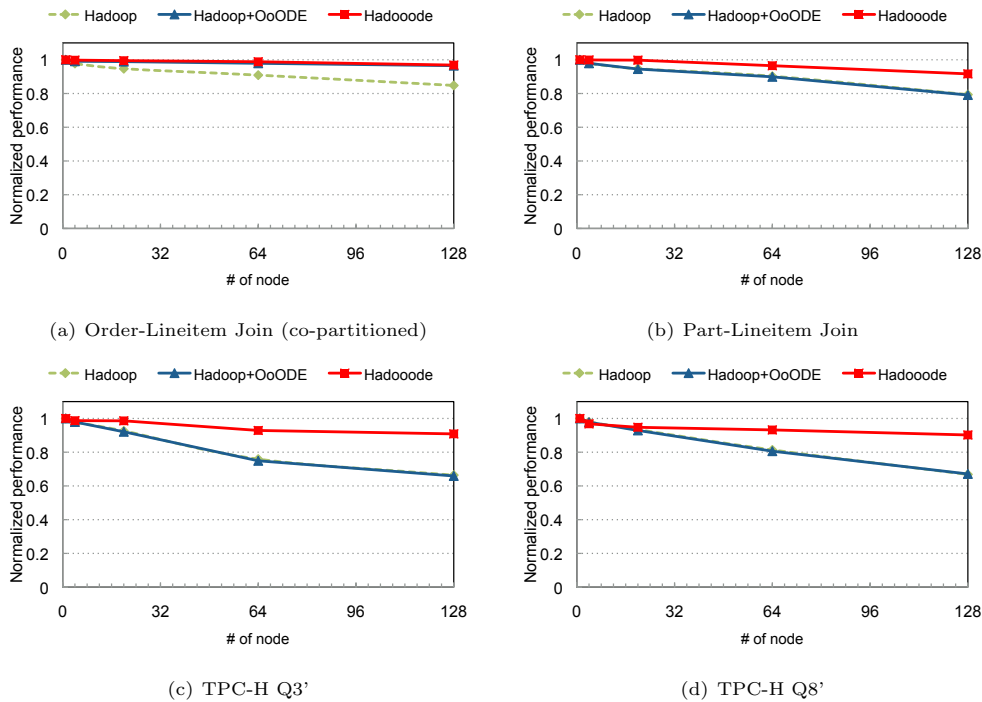 Hadoop Hadoop+OoODE Hadooode
Normalized performance
1
0.8
0.6
0.4
0.2
0
0 32 64 96 128
# of node
(a) Order-Lineitem Join (co-partitioned)
Hadoop Hadoop+OoODE Hadooode
Normalized performance
1
0.8
0.6
0.4
0.2
0
0 32 64 96 128
# of node
(b) Part-Lineitem Join
Hadoop Hadoop+OoODE Hadooode
Normalized performance
1
0.8
0.6
0.4
0.2
0
0 32 64 96 128
# of node
(c) TPC-H Q3’
Hadoop Hadoop+OoODE Hadooode
Normalized performance
1
0.8
0.6
0.4
0.2
0
0 32 64 96 128
# of node
(d) TPC-H Q8’